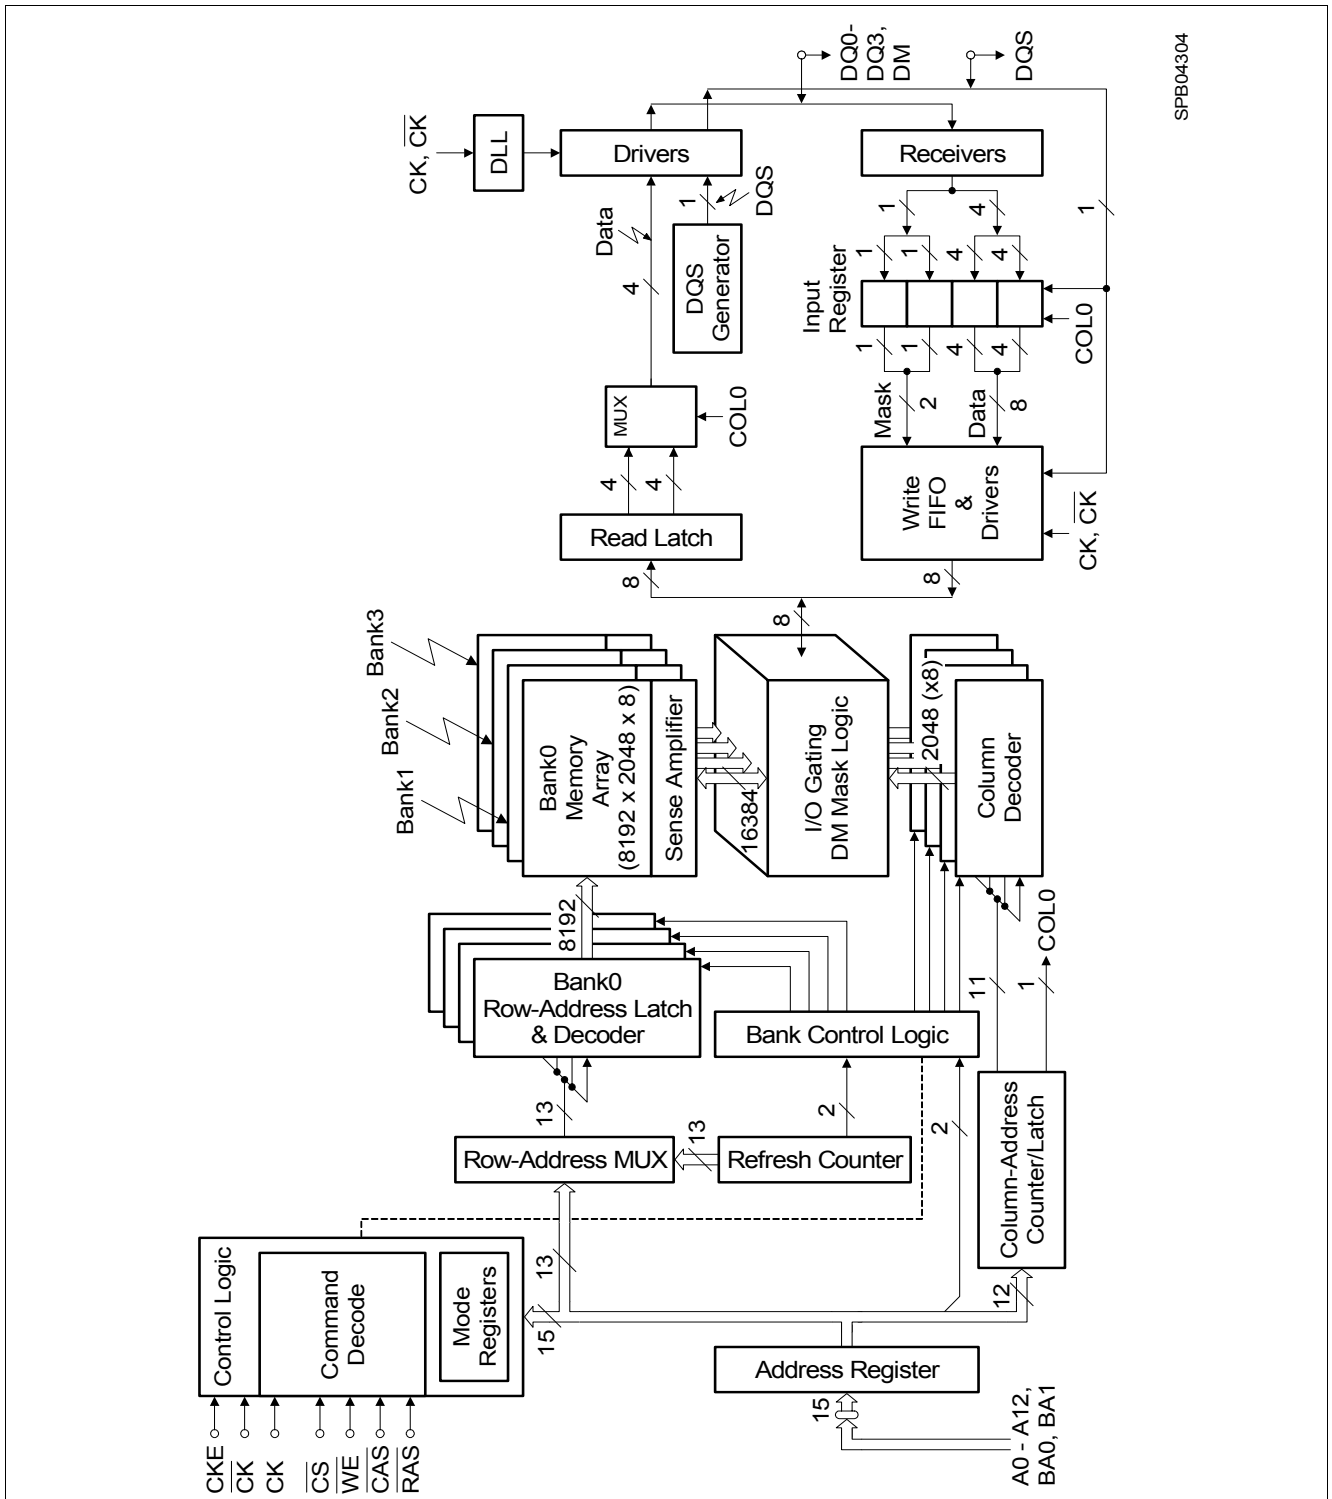 CKE
CK
CK
CS
WE
CAS
RAS
Control Logic
Command
Decode
Mode
Registers
15
13
Address Register
15
A0 - A12,
BA0, BA1
12
Row-Address MUX
13
13
Refresh Counter
2
2
Column-Address
Counter/Latch
11
1
COL0
Bank0
Row-Address Latch
& Decoder
8192
Bank Control Logic
Bank1
Bank2
Bank3
Bank0
Memory
Array
(8192 x 2048 x 8)
Sense Amplifier
16384
I/O Gating
DM Mask Logic
2048 (x8)
Column
Decoder
8
8
8
Read Latch
4
4
MUX
COL0
Write
FIFO
&
Drivers
CK, CK
Mask
2
Data
8
1
1
4
4
Input
Register
COL0
1
1
4
4
1
4
1
4
Data
DQS
Generator
1
DQS
CK, CK
DLL
Drivers
Receivers
DQ0-
DQ3,
DM
DQS
SPB04304